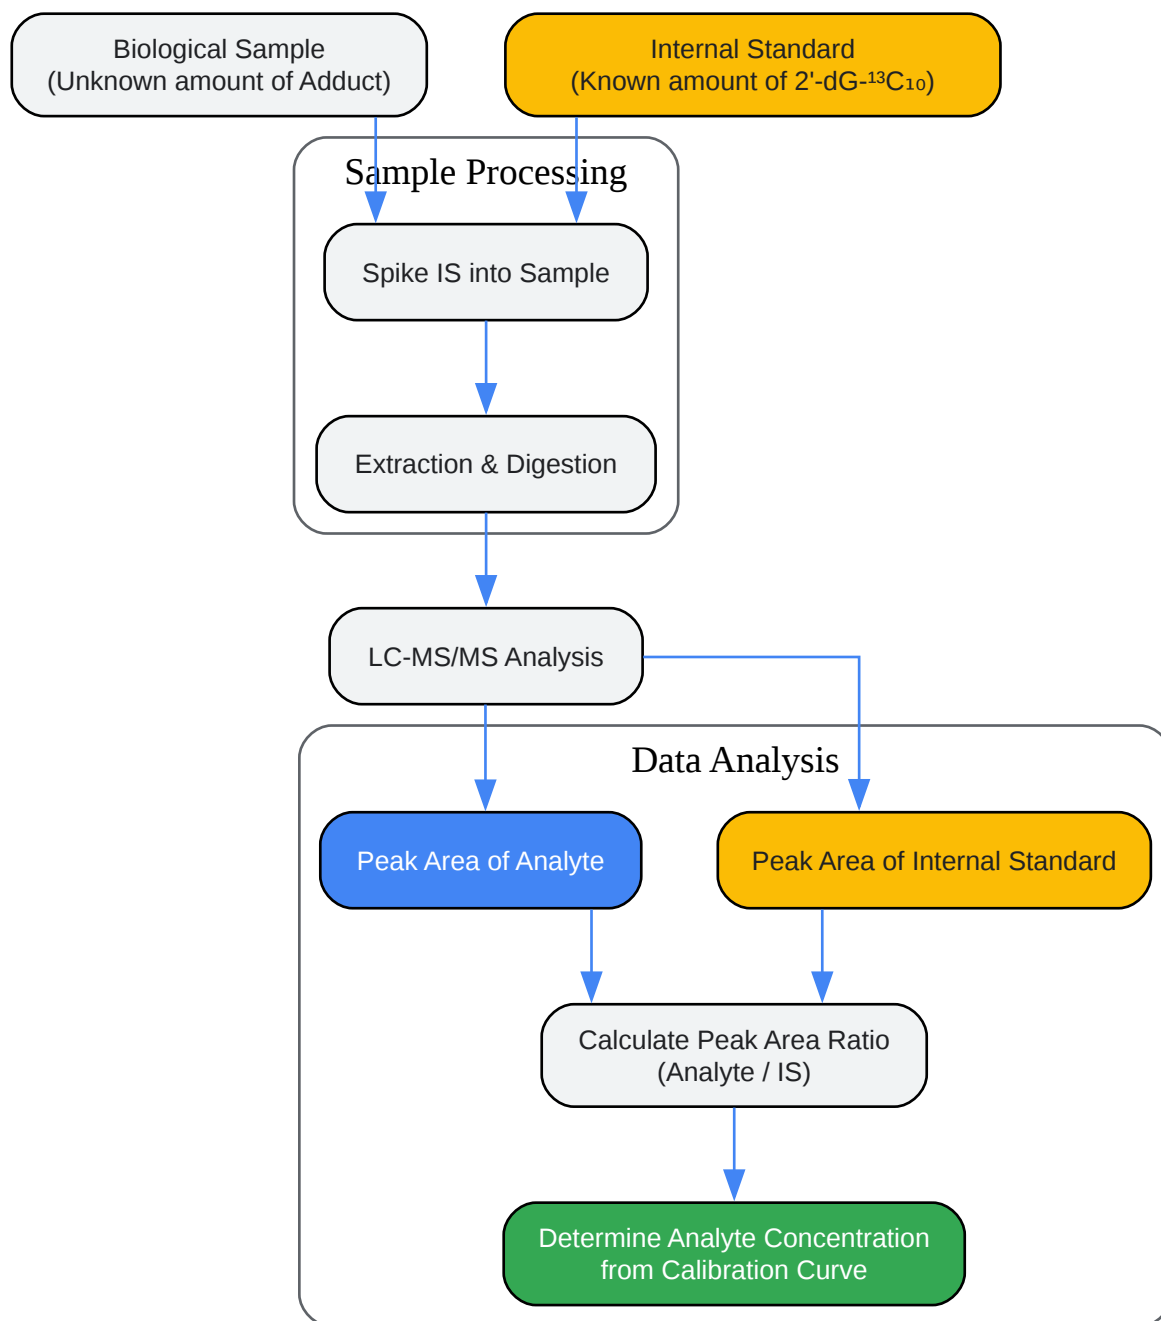 Biological Sample
(Unknown amount of Adduct)
Internal Standard
(Known amount of 2'-dG-¹³C₁₀)
Sample Processing
Spike IS into Sample
Extraction & Digestion
LC-MS/MS Analysis
Data Analysis
Peak Area of Analyte
Peak Area of Internal Standard
Calculate Peak Area Ratio
(Analyte / IS)
Determine Analyte Concentration
from Calibration Curve